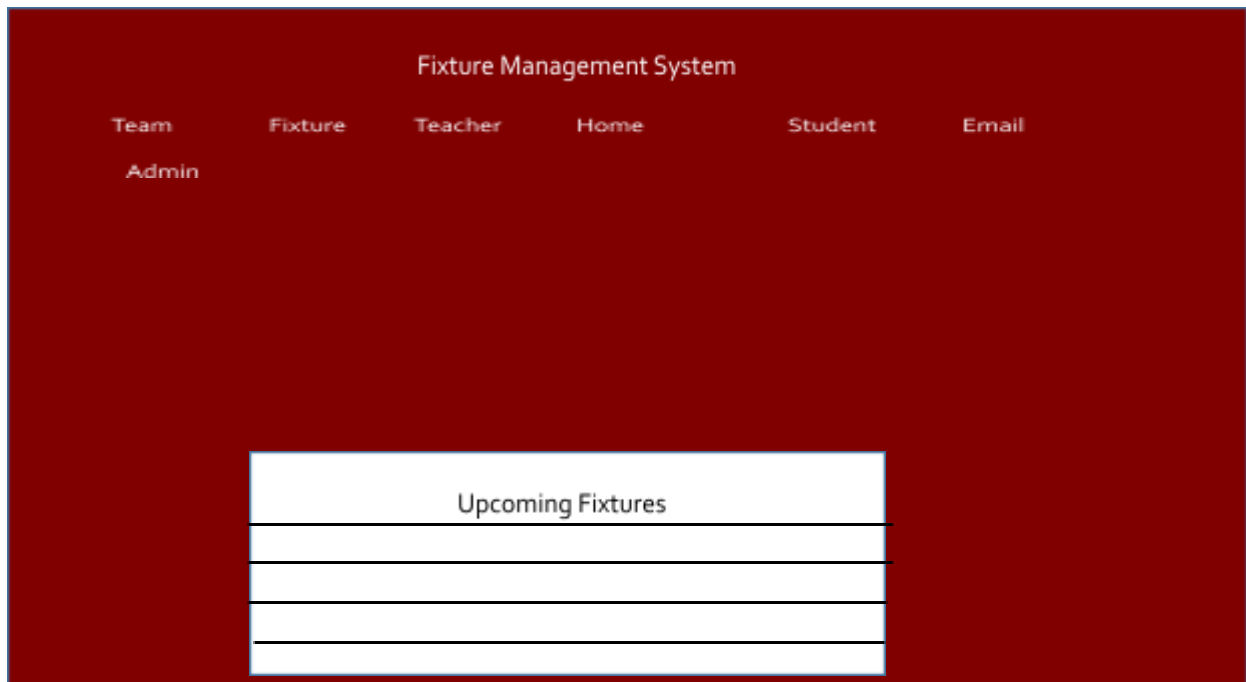 Fixture Management System
Team Fixture Teacher Home Student Email
Admin
Upcoming Fixtures